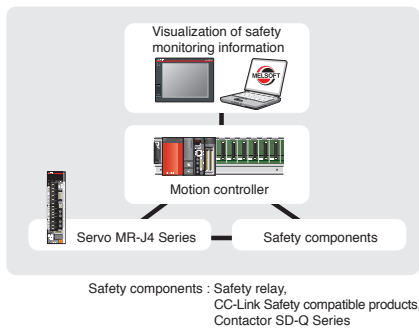 Visualization of safety
monitoring information
MELSOFT
Motion controller
Servo MR-J4 Series
Safety components
Safety components : Safety relay,
CC-Link Safety compatible products,
Contactor SD-Q Series